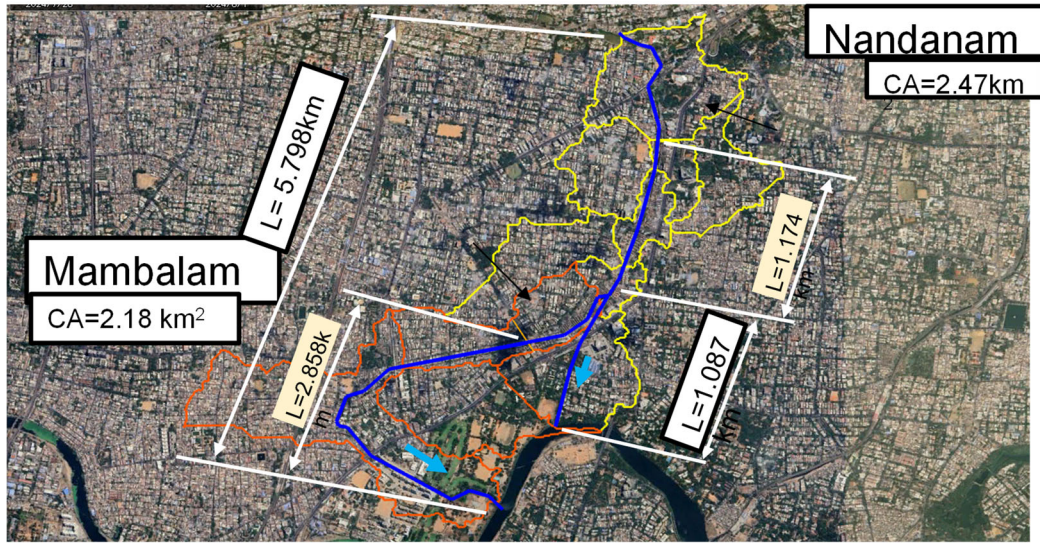 Nandanam
CA=2.47km
L= 5.798km
Mambalam
CA=2.18 km²
L=2.858k
m
L=1.174
km
L=1.087
km